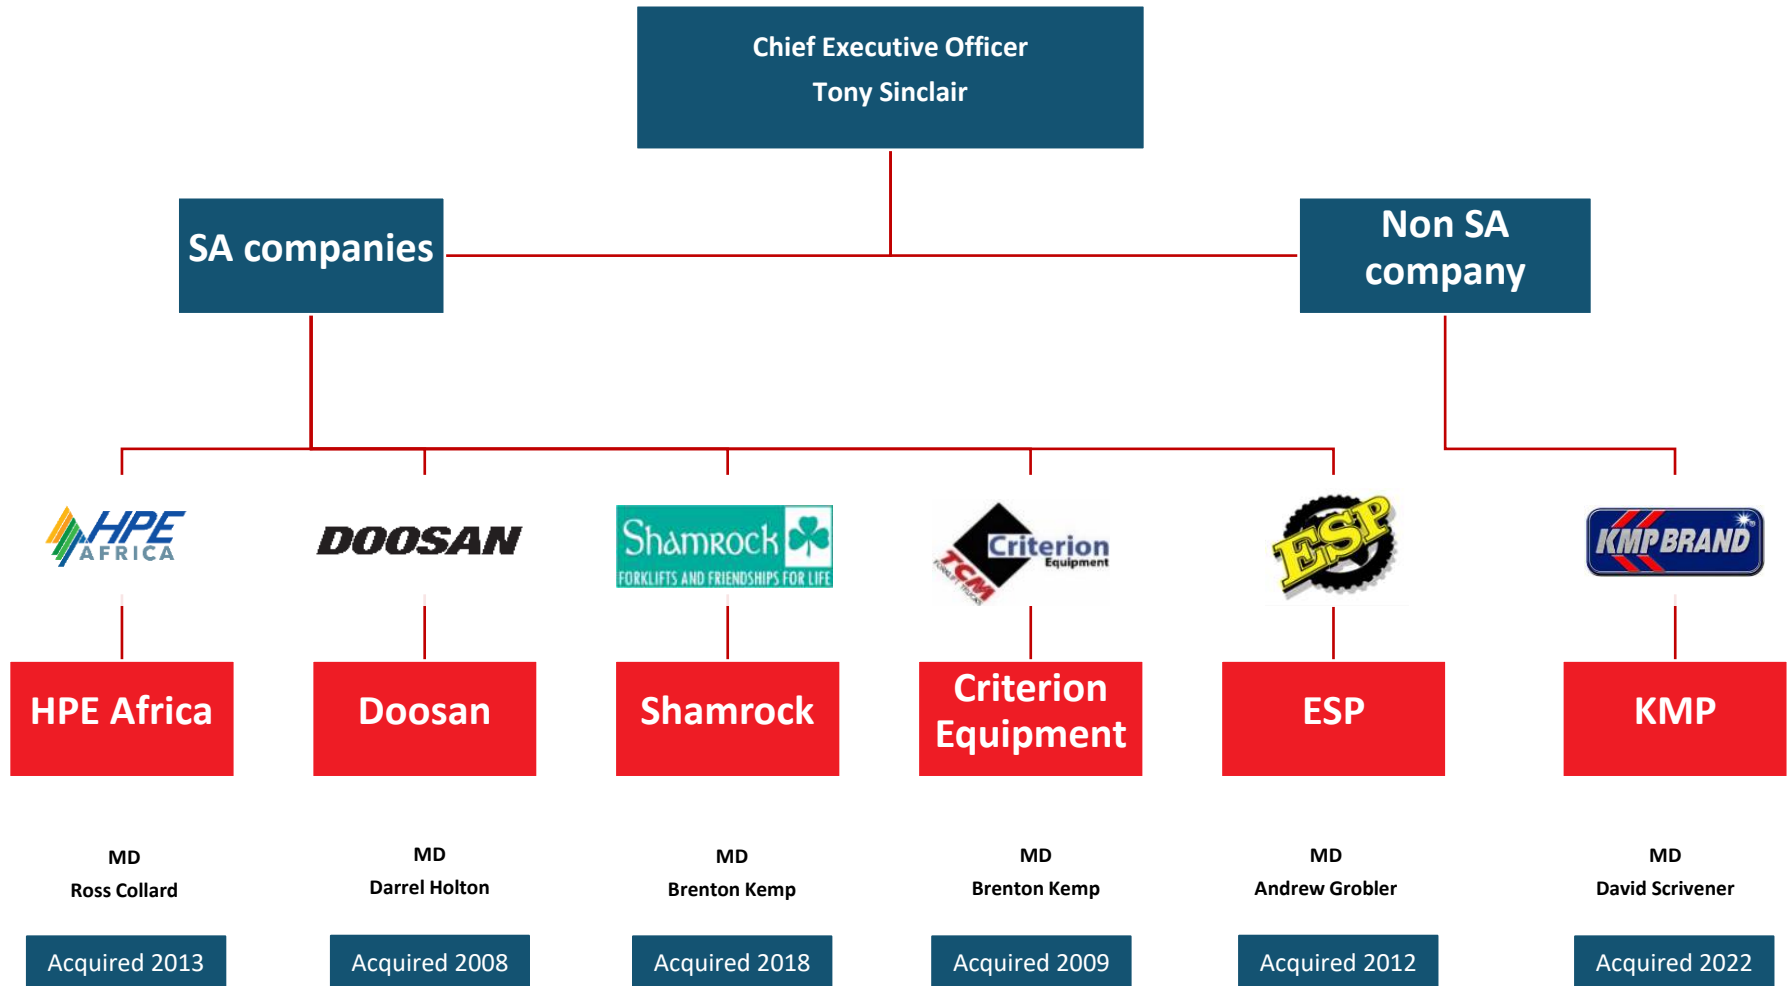 Chief Executive Officer
Tony Sinclair
SA companies
Non SA
company
HPE
AFRICA
DOOSAN
Shamrock
FORKLIFTS AND FRIENDSHIPS FOR LIFE
Criterion
Equipment
TCM
FORKLIFT TRUCKS
ESP
KMP BRAND
HPE Africa
Doosan
Shamrock
Criterion
Equipment
ESP
KMP
MD
Ross Collard
MD
Darrel Holton
MD
Brenton Kemp
MD
Brenton Kemp
MD
Andrew Grobler
MD
David Scrivener
Acquired 2013
Acquired 2008
Acquired 2018
Acquired 2009
Acquired 2012
Acquired 2022